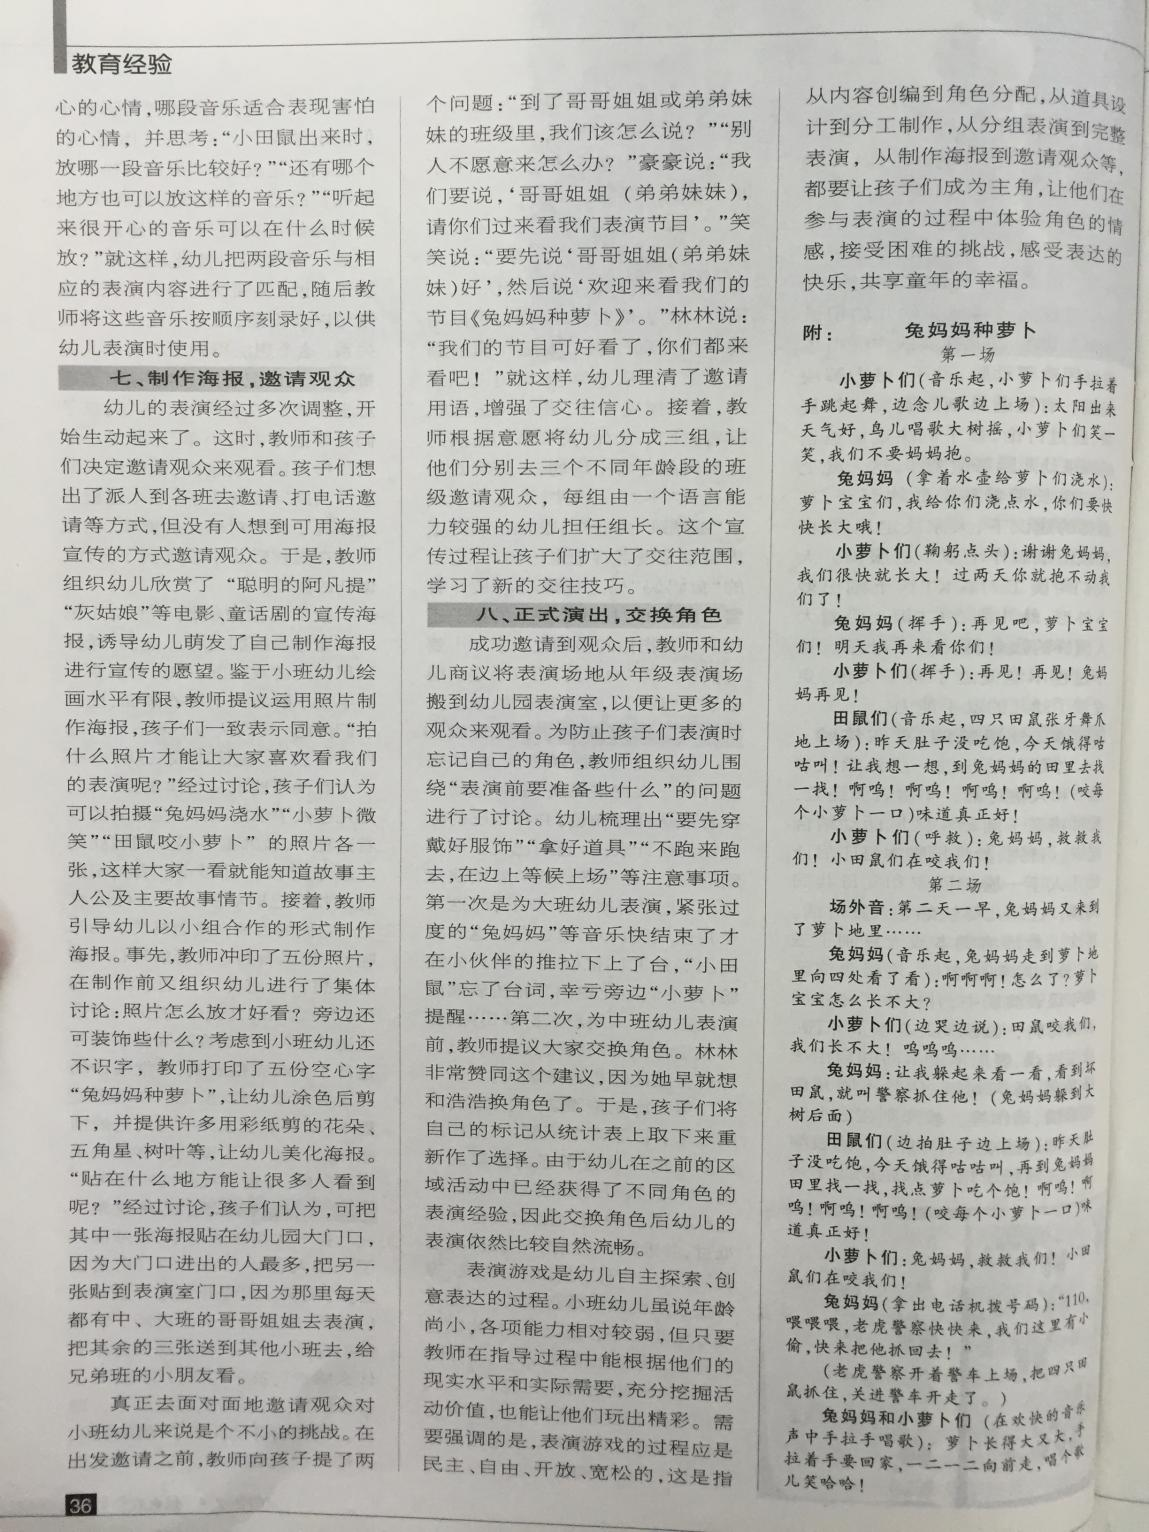 教育经验
心的心情,哪段音乐适合表现害怕
的心情，并思考:“小田鼠出来时,
放哪一段音乐比较好?”“还有哪个
地方也可以放这样的音乐?”“听起
来很开心的音乐可以在什么时候
放?”就这样,幼儿把两段音乐与相
应的表演内容进行了匹配,随后教
师将这些音乐按顺序刻录好,以供
幼儿表演时使用。
七、制作海报,邀请观众
幼儿的表演经过多次调整,开
始生动起来了。这时,教师和孩子
们决定邀请观众来观看。孩子们想
出了派人到各班去邀请、打电话邀
请等方式,但没有人想到可用海报
宣传的方式邀请观众。于是,教师
组织幼儿欣赏了“聪明的阿凡提”
“灰姑娘”等电影、童话剧的宣传海
报,诱导幼儿萌发了自己制作海报
进行宣传的愿望。鉴于小班幼儿绘
画水平有限,教师提议运用照片制
作海报,孩子们一致表示同意。“拍
什么照片才能让大家喜欢看我们
的表演呢?”经过讨论,孩子们认为
可以拍摄“兔妈妈浇水”“小萝卜微
笑”“田鼠咬小萝卜”的照片各一
张,这样大家一看就能知道故事主
人公及主要故事情节。接着,教师
引导幼儿以小组合作的形式制作
海报。事先,教师冲印了五份照片,
在制作前又组织幼儿进行了集体
讨论:照片怎么放才好看?旁边还
可装饰些什么?考虑到小班幼儿还
不识字，教师打印了五份空心字
“兔妈妈种萝卜”,让幼儿涂色后剪
下，并提供许多用彩纸剪的花朵、
五角星、树叶等,让幼儿美化海报。
“贴在什么地方能让很多人看到
呢？”经过讨论,孩子们认为,可把
其中一张海报贴在幼儿园大门口,
因为大门口进出的人最多,把另一
张贴到表演室门口,因为那里每天
都有中、大班的哥哥姐姐去表演,
把其余的三张送到其他小班去,给
兄弟班的小朋友看。
真正去面对面地邀请观众对
小班幼儿来说是个不小的挑战。在
出发邀请之前,教师向孩子提了两
个问题:“到了哥哥姐姐或弟弟妹
妹的班级里,我们该怎么说？”“别
人不愿意来怎么办？”豪豪说:“我
们要说,‘哥哥姐姐（弟弟妹妹）,
请你们过来看我们表演节目’。”笑
笑说:“要先说‘哥哥姐姐(弟弟妹
妹)好’,然后说‘欢迎来看我们的
节目《兔妈妈种萝卜》’。”林林说:
“我们的节目可好看了,你们都来
看吧！”就这样,幼儿理清了邀请
用语,增强了交往信心。接着,教
师根据意愿将幼儿分成三组,让
他们分别去三个不同年龄段的班
级邀请观众，每组由一个语言能
力较强的幼儿担任组长。这个宣
传过程让孩子们扩大了交往范围,
学习了新的交往技巧。
八、正式演出,交换角色
成功邀请到观众后,教师和幼
儿商议将表演场地从年级表演场
搬到幼儿园表演室,以便让更多的
观众来观看。为防止孩子们表演时
忘记自己的角色,教师组织幼儿围
绕“表演前要准备些什么”的问题
进行了讨论。幼儿梳理出“要先穿
戴好服饰”“拿好道具”“不跑来跑
去,在边上等候上场”等注意事项。
第一次是为大班幼儿表演,紧张过
度的“兔妈妈”等音乐快结束了才
在小伙伴的推拉下上了台,“小田
鼠”忘了台词,幸亏旁边“小萝卜”
提醒……第二次,为中班幼儿表演
前,教师提议大家交换角色。林林
非常赞同这个建议,因为她早就想
和浩浩换角色了。于是,孩子们将
自己的标记从统计表上取下来重
新作了选择。由于幼儿在之前的区
域活动中已经获得了不同角色的
表演经验,因此交换角色后幼儿的
表演依然比较自然流畅。
表演游戏是幼儿自主探索、创
意表达的过程。小班幼儿虽说年龄
尚小,各项能力相对较弱,但只要
教师在指导过程中能根据他们的
现实水平和实际需要,充分挖掘活
动价值,也能让他们玩出精彩。需
要强调的是,表演游戏的过程应是
民主、自由、开放、宽松的,这是指
从内容创编到角色分配,从道具设
计到分工制作,从分组表演到完整
表演，从制作海报到邀请观众等,
都要让孩子们成为主角,让他们在
参与表演的过程中体验角色的情
感,接受困难的挑战,感受表达的
快乐,共享童年的幸福。
附: 兔妈妈种萝卜
第一场
小萝卜们(音乐起,小萝卜们手拉着
手跳起舞,边念儿歌边上场):太阳出来
天气好,鸟儿唱歌大树摇,小萝卜们笑一
笑,我们不要妈妈抱。
兔妈妈（拿着水壶给萝卜们浇水):
萝卜宝宝们,我给你们浇点水,你们要快
快长大哦!
小萝卜们(鞠躬点头):谢谢兔妈妈,
我们很快就长大！过两天你就抱不动我
们了!
兔妈妈(挥手):再见吧,萝卜宝宝
们！明天我再来看你们!
小萝卜们(挥手):再见！再见！兔妈
妈再见!
田鼠们(音乐起,四只田鼠张牙舞爪
地上场):昨天肚子没吃饱,今天饿得咕
咕叫！让我想一想,到兔妈妈的田里去找
一找！啊呜！啊呜！啊呜！啊呜！(咬每
个小萝卜一口)味道真正好!
小萝卜们(呼救):兔妈妈,救救我
们！小田鼠们在咬我们!
第二场
场外音:第二天一早,兔妈妈又来到
了萝卜地里……
兔妈妈(音乐起,兔妈妈走到萝卜地
里向四处看了看):啊啊啊!怎么了?萝卜
宝宝怎么长不大?
小萝卜们(边哭边说):田鼠咬我们,
我们长不大！呜呜呜……
兔妈妈:让我躲起来看一看,看到坏
田鼠,就叫警察抓住他！(兔妈妈躲到大
树后面)
田鼠们(边拍肚子边上场):昨天肚
子没吃饱,今天饿得咕咕叫,再到兔妈妈
田里找一找,找点萝卜吃个饱！啊呜！啊
呜！啊呜！啊呜！(咬每个小萝卜一口)味
道真正好!
小萝卜们:兔妈妈,救救我们！小田
鼠们在咬我们!
兔妈妈(拿出电话机拨号码):“110,
喂喂喂,老虎警察快快来,我们这里有小
偷,快来把他抓回去！”
(老虎警察开着警车上场,把四只田
鼠抓住,关进警车开走了。)
兔妈妈和小萝卜们（在欢快的音乐
声中手拉手唱歌)：萝卜长得大又大,手
拉着手要回家,一二一二向前走,唱个歌
儿笑哈哈!
36